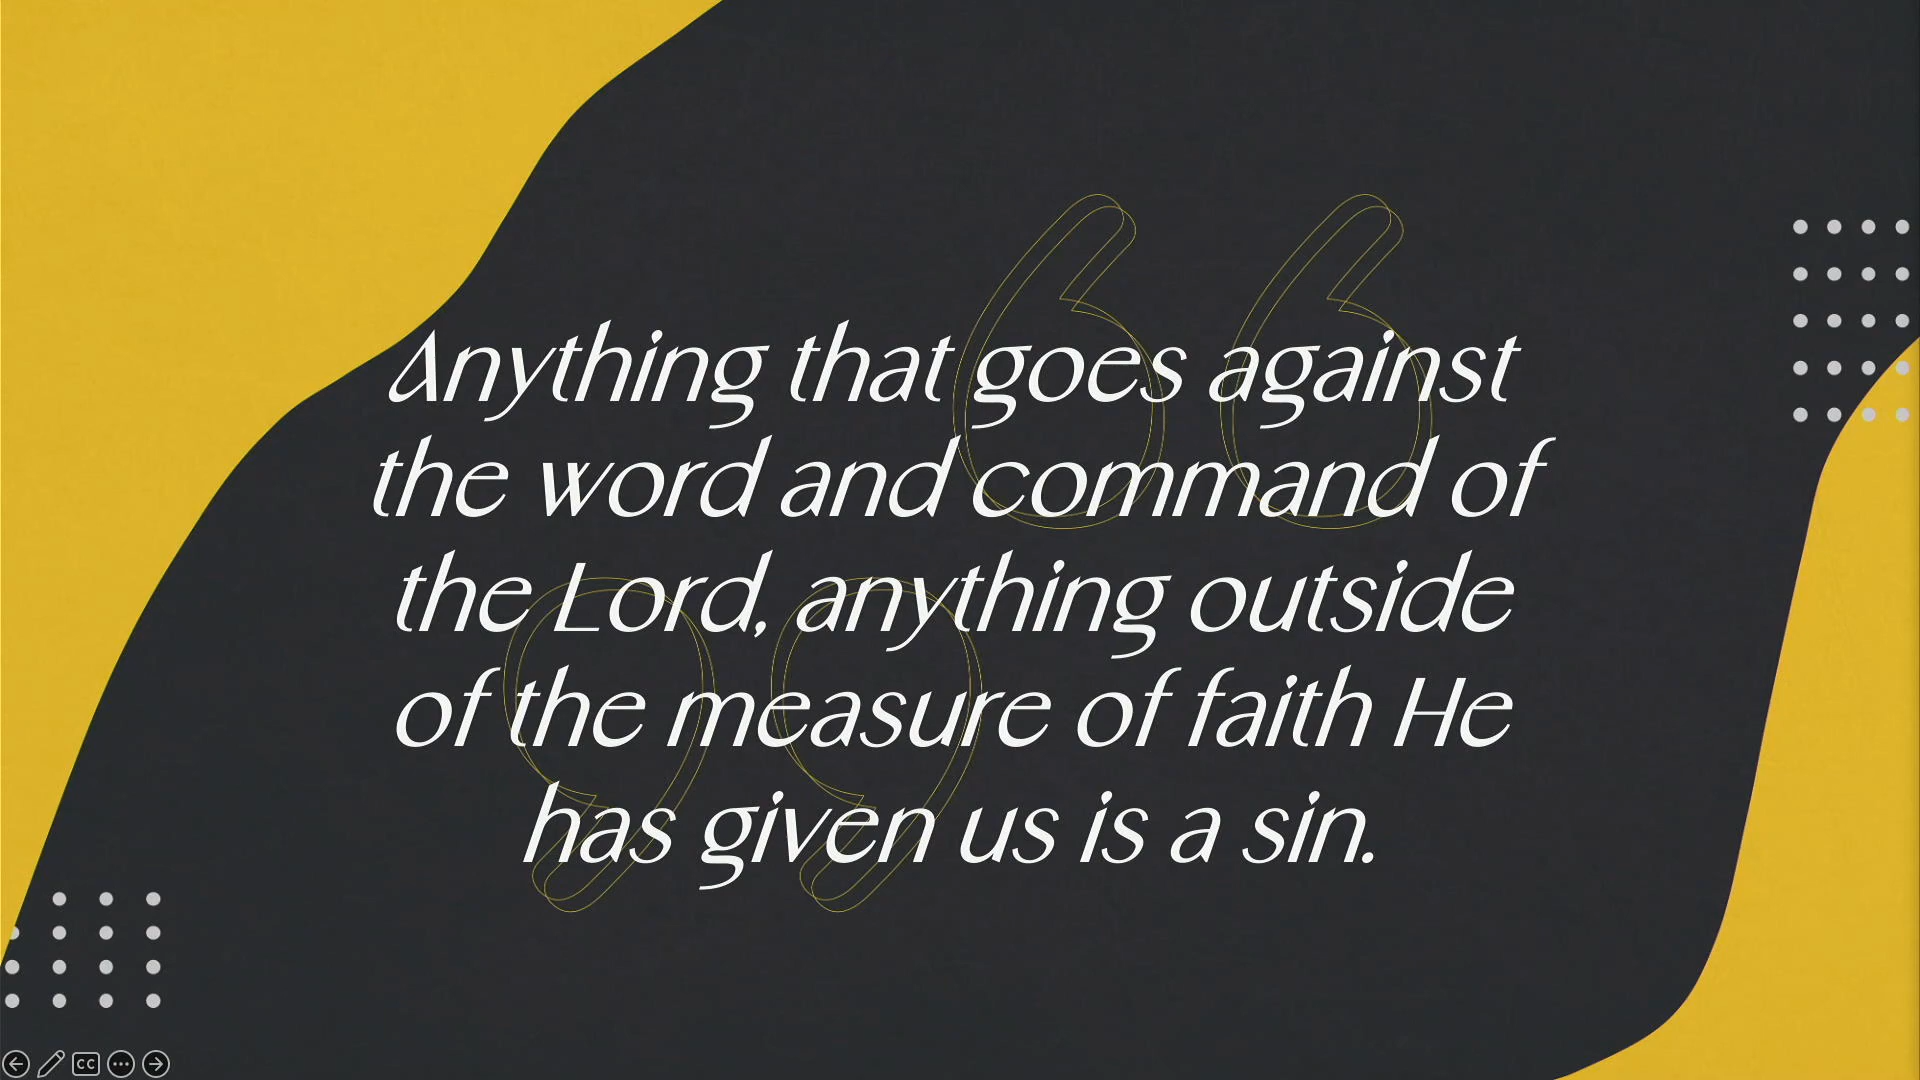 Anything that goes against
the word and command of
the Lord, anything outside
of the measure of faith He
has given us is a sin.
CC